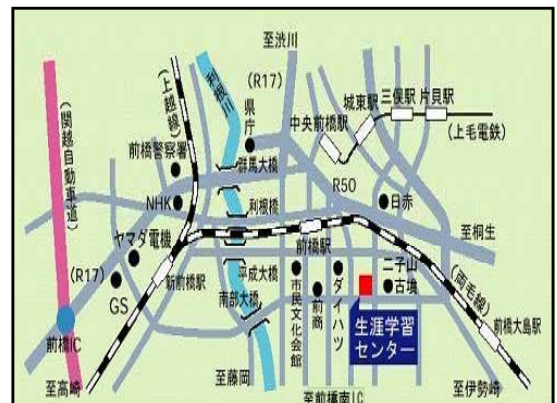 至渋川
(R17)
利根川
(上越線)
(関越自動車道)
県庁
城東駅
三俣駅
片貝駅
中央前橋駅
(上毛電鉄)
前橋警察署
群馬大橋
R50
NHK
利根橋
日赤
至桐生
ヤマダ電機
前橋駅
(R17)
新前橋駅
平成大橋
二子山
古墳
(両毛線)
GS
南部大橋
市民文化会館
前商
ダイハツ
生涯学習
センター
前橋大島駅
前橋IC
至高崎
至藤岡
至前橋南IC
至伊勢崎